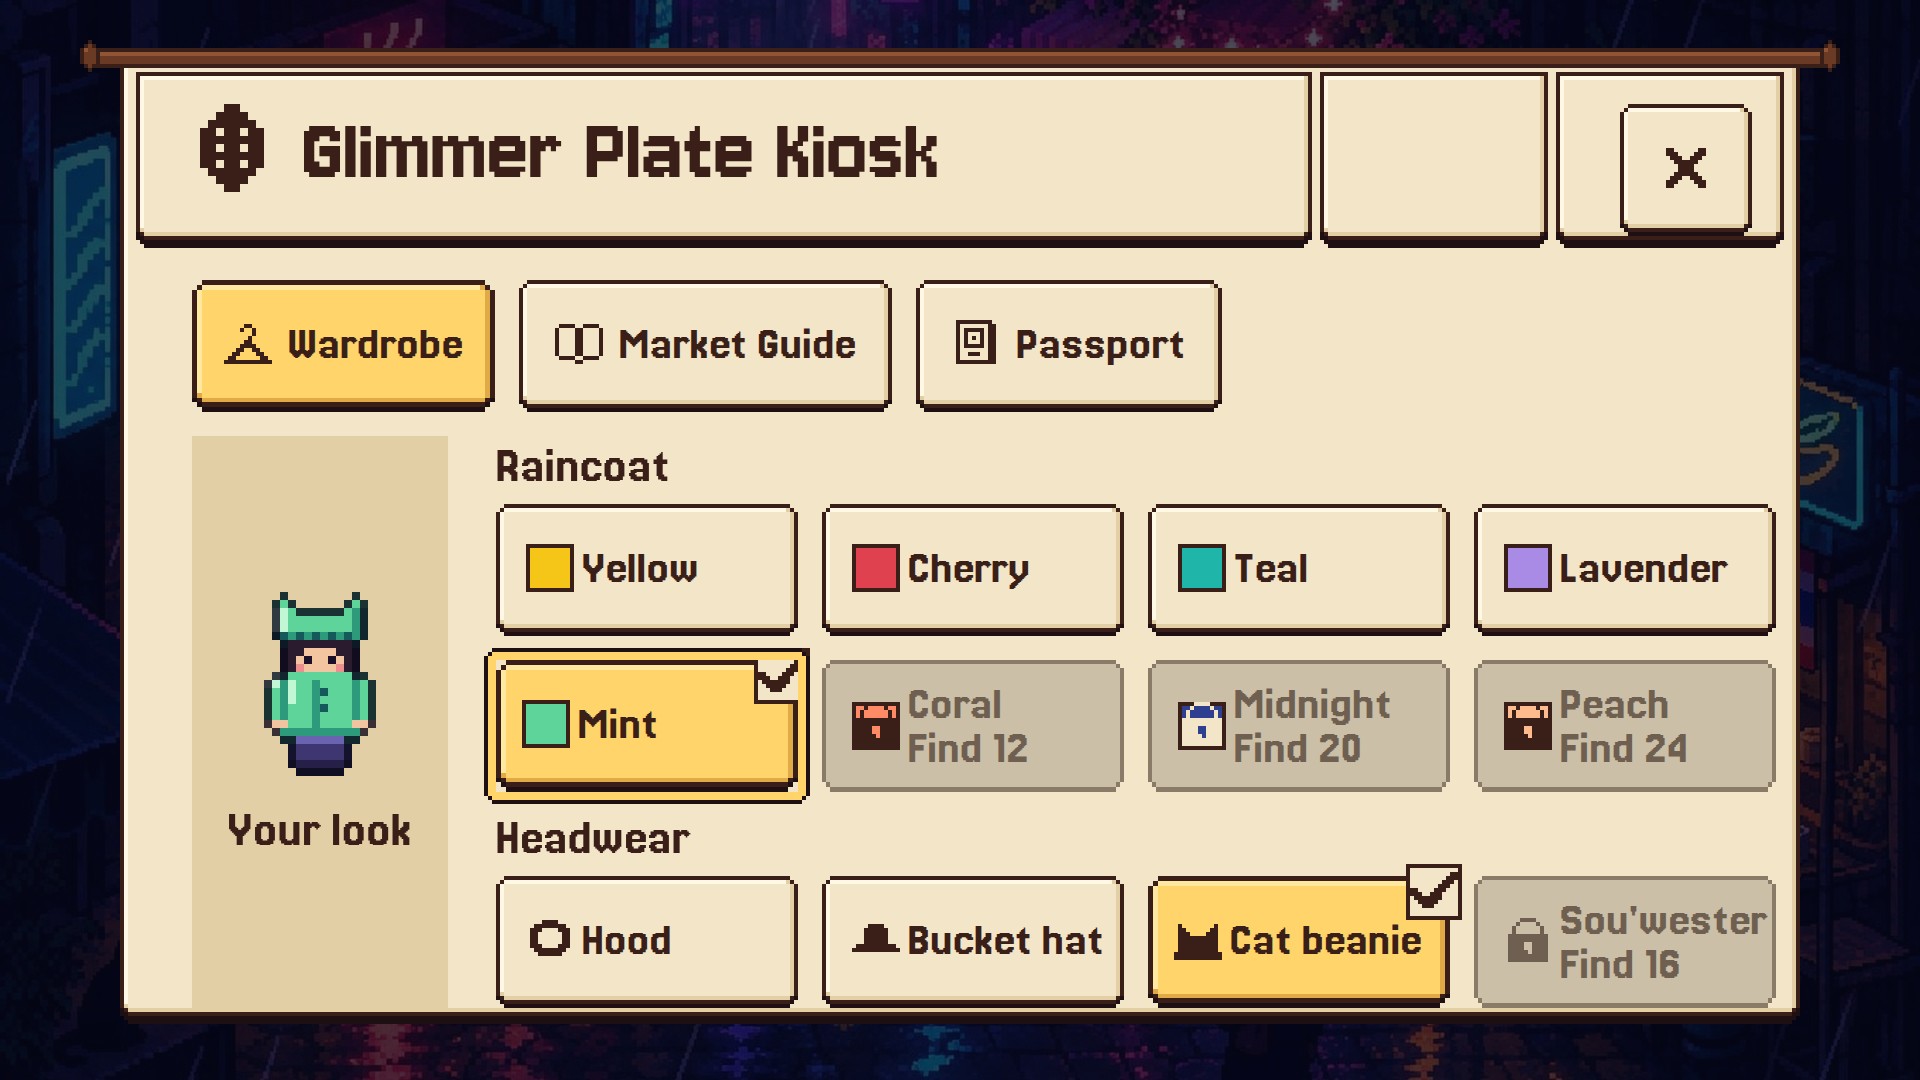 Glimmer Plate Kiosk
Wardrobe
Market Guide
Passport
Raincoat
Yellow
Cherry
Teal
Lavender
Mint
Coral
Find 12
Midnight
Find 20
Peach
Find 24
Your look
Headwear
Hood
Bucket hat
Cat beanie
Sou'wester
Find 16